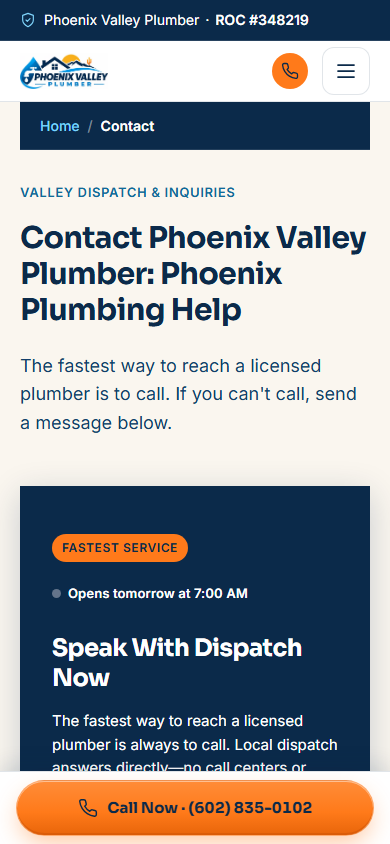 Phoenix Valley Plumber · ROC #348219
PHOENIX VALLEY
PLUMBER
Home / Contact
VALLEY DISPATCH & INQUIRIES
Contact Phoenix Valley
Plumber: Phoenix
Plumbing Help
The fastest way to reach a licensed
plumber is to call. If you can't call, send
a message below.
FASTEST SERVICE
Opens tomorrow at 7:00 AM
Speak With Dispatch
Now
The fastest way to reach a licensed
plumber is always to call. Local dispatch
answers directly—no call centers or
Call Now · (602) 835-0102